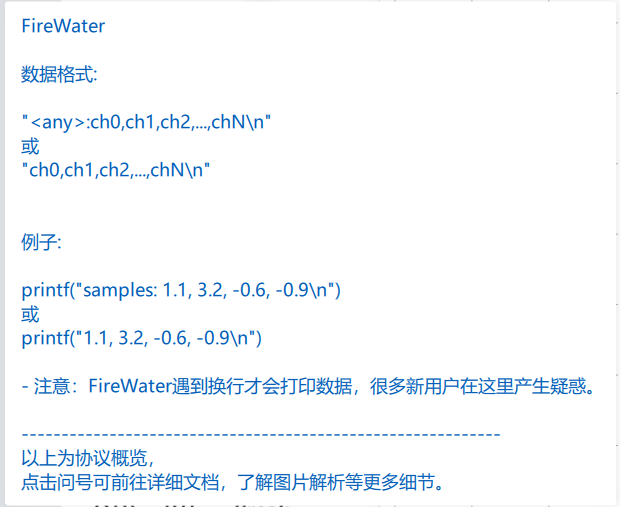 FireWater
数据格式:
"<any>:ch0,ch1,ch2,...,chN\n"
或
"ch0,ch1,ch2,...,chN\n"
例子:
printf("samples: 1.1, 3.2, -0.6, -0.9\n")
或
printf("1.1, 3.2, -0.6, -0.9\n")
- 注意：FireWater遇到换行才会打印数据，很多新用户在这里产生疑惑。
------------------------------------------------------------
以上为协议概览，
点击问号可前往详细文档，了解图片解析等更多细节。